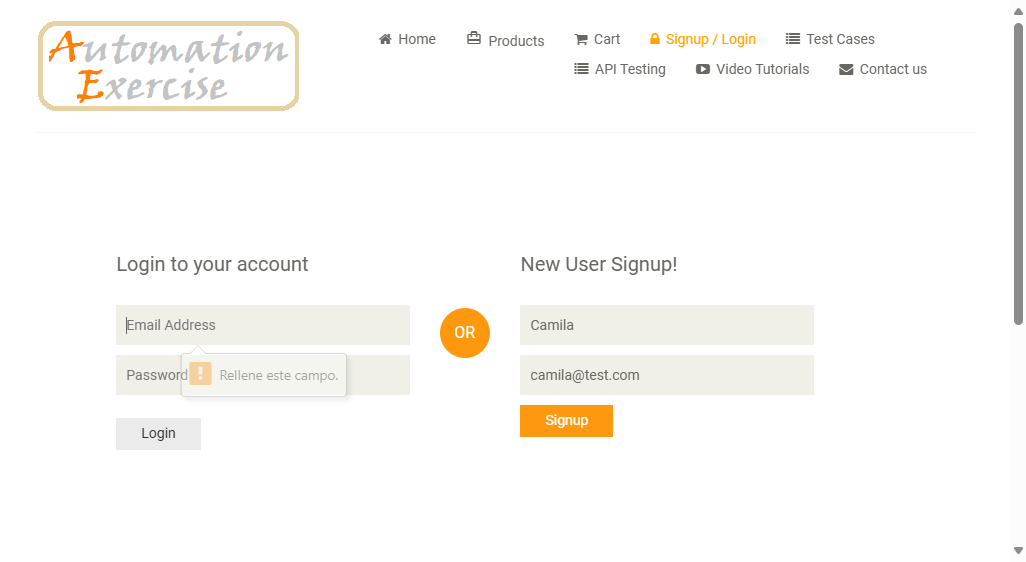 Automation
Exercise
Home
Products
Cart
Signup / Login
Test Cases
API Testing
Video Tutorials
Contact us
Login to your account
Email Address
Password
Rellene este campo.
Login
OR
New User Signup!
Camila
camila@test.com
Signup